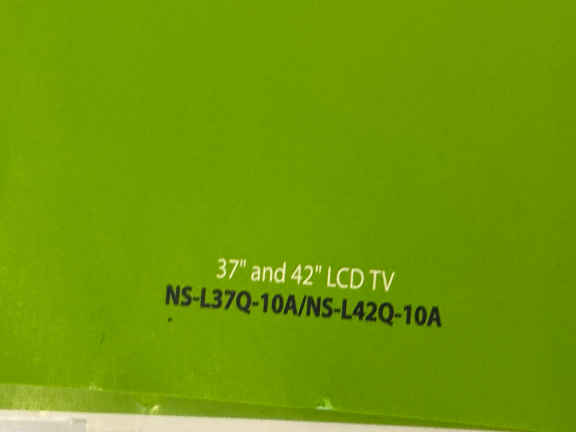 37" and 42" LCD TV
NS-L37Q-10A/NS-L42Q-10A